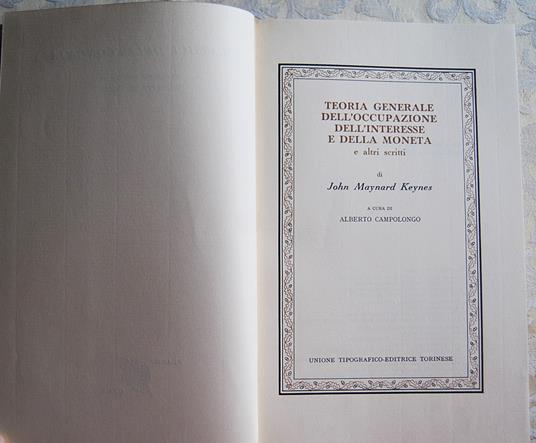 TEORIA GENERALE
DELL'OCCUPAZIONE
DELL'INTERESSE
E DELLA MONETA
e altri scritti
di
John Maynard Keynes
A CURA DI
ALBERTO CAMPOLONGO
UNIONE TIPOGRAFICO-EDITRICE TORINESE